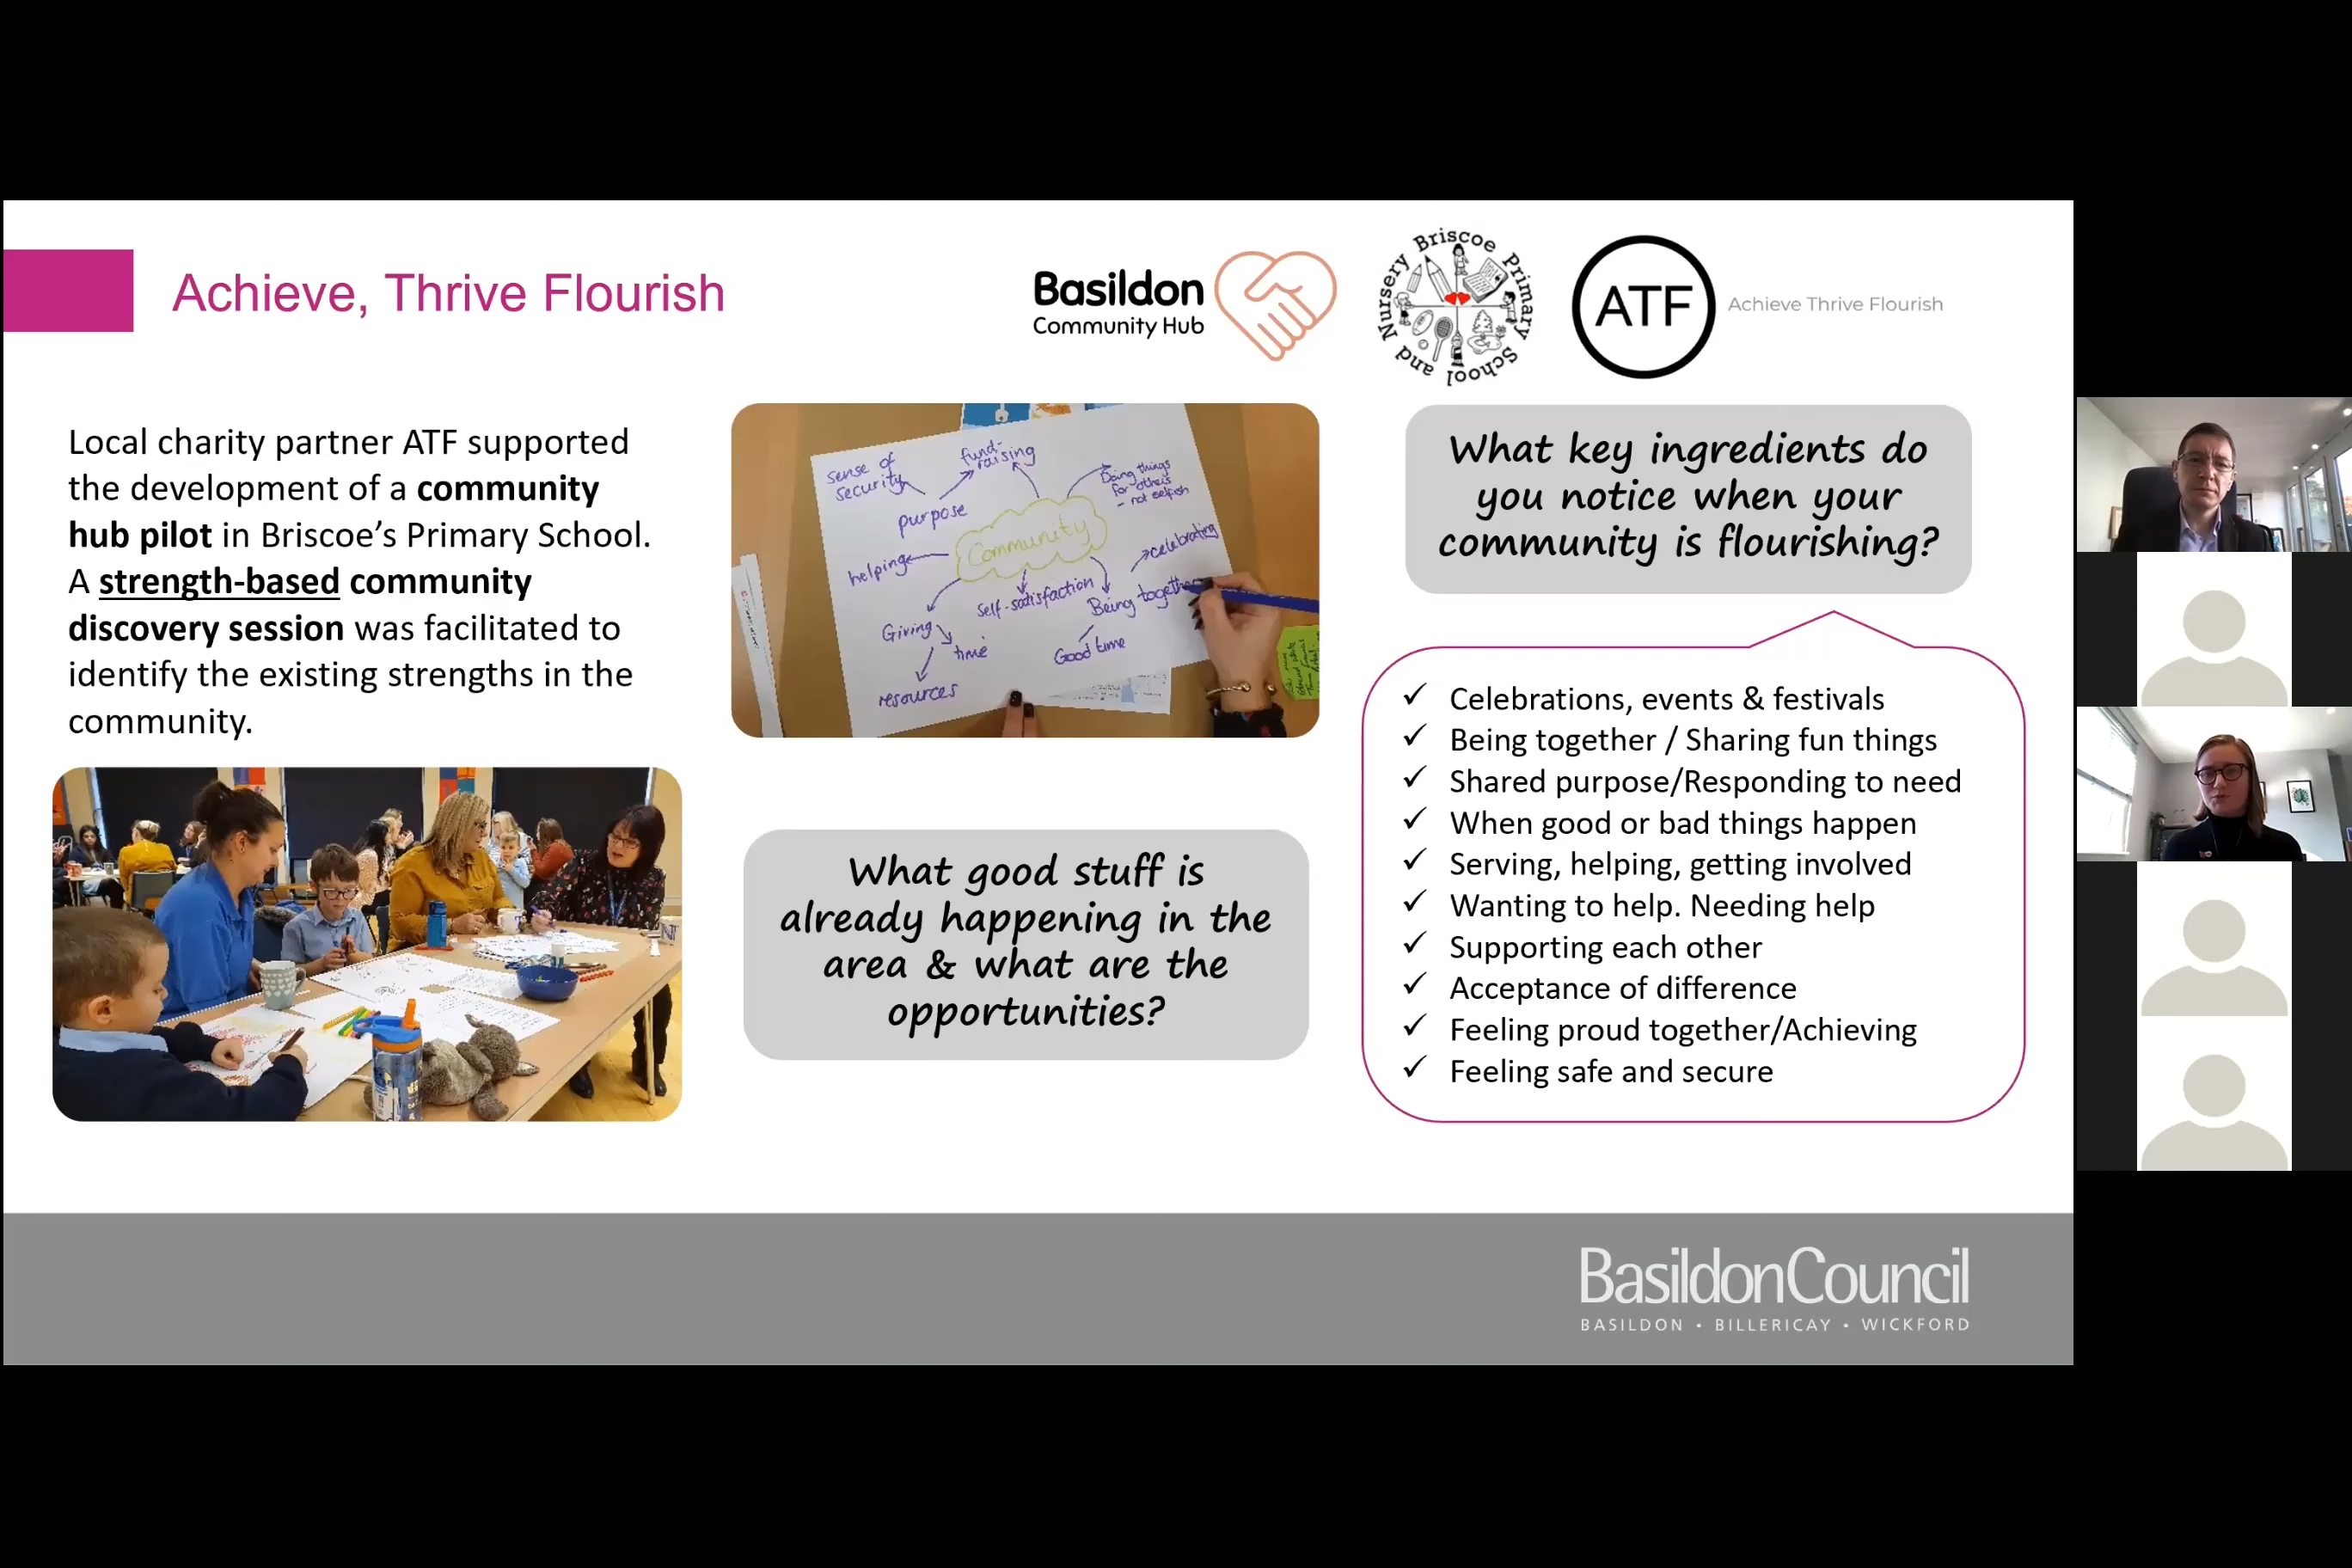 Achieve, Thrive Flourish
Basildon
Community Hub
Briscoe Primary School and Nursery
ATF
Achieve Thrive Flourish
Local charity partner ATF supported
the development of a community
hub pilot in Briscoe’s Primary School.
A strength-based community
discovery session was facilitated to
identify the existing strengths in the
community.
sense of
security
fund-
raising
Doing things
for others
- not selfish
purpose
Community
celebrating
helping
Self-satisfaction
Being together
Giving
time
Good time
resources
What good stuff is
already happening in the
area & what are the
opportunities?
What key ingredients do
you notice when your
community is flourishing?
✓ Celebrations, events & festivals
✓ Being together / Sharing fun things
✓ Shared purpose/Responding to need
✓ When good or bad things happen
✓ Serving, helping, getting involved
✓ Wanting to help. Needing help
✓ Supporting each other
✓ Acceptance of difference
✓ Feeling proud together/Achieving
✓ Feeling safe and secure
BasildonCouncil
BASILDON • BILLERICAY • WICKFORD